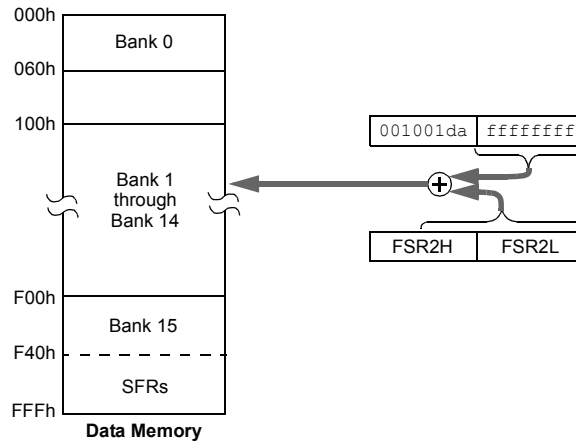 000h
Bank 0
060h
100h
001001da ffffffff
Bank 1
through
Bank 14
FSR2H FSR2L
F00h
Bank 15
F40h
SFRs
FFFh
Data Memory